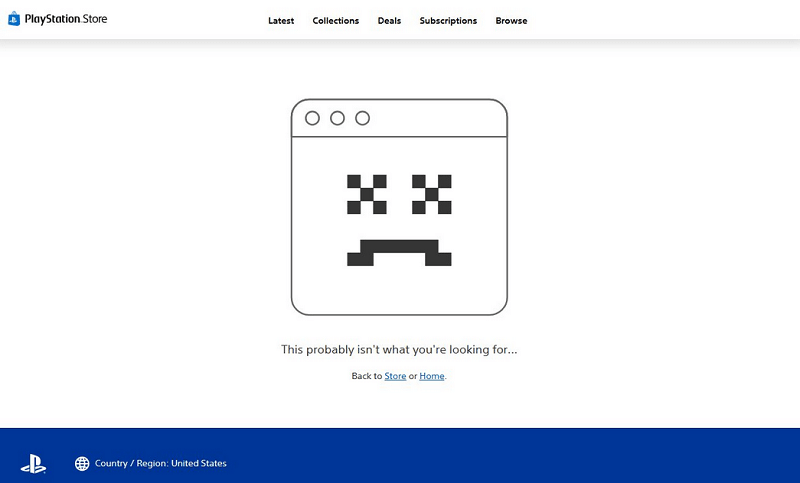 PlayStation Store
Latest Collections Deals Subscriptions Browse
This probably isn't what you're looking for...
Back to Store or Home.
Country / Region: United States